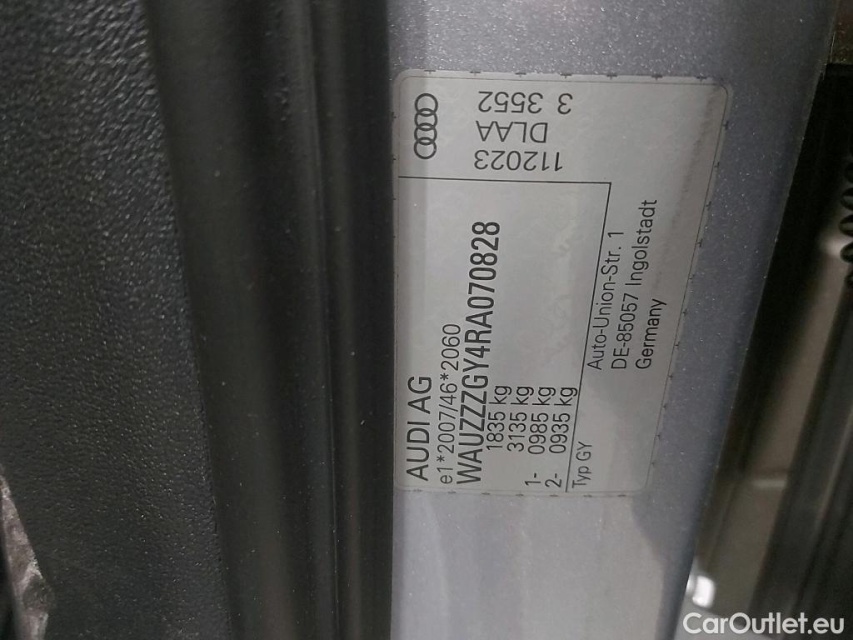 AUDI AG
e1*2007/46*2060
WAUZZZGY4RA070828
1835 kg
3135 kg
1- 0985 kg
2- 0935 kg
Typ GY
Auto-Union-Str. 1
DE-85057 Ingolstadt
Germany
112023
DLAA
3 3552
CarOutlet.eu